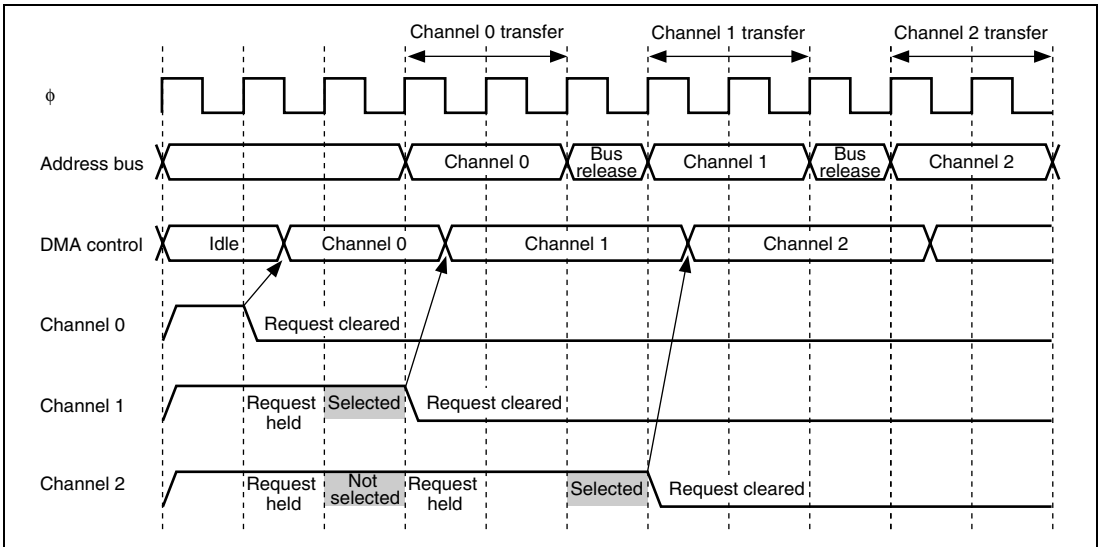 Channel 0 transfer Channel 1 transfer Channel 2 transfer
ϕ
Address bus Channel 0 Bus release Channel 1 Bus release Channel 2
DMA control Idle Channel 0 Channel 1 Channel 2
Channel 0 Request cleared
Channel 1 Request held Selected Request cleared
Channel 2 Request held Not selected Request held Selected Request cleared